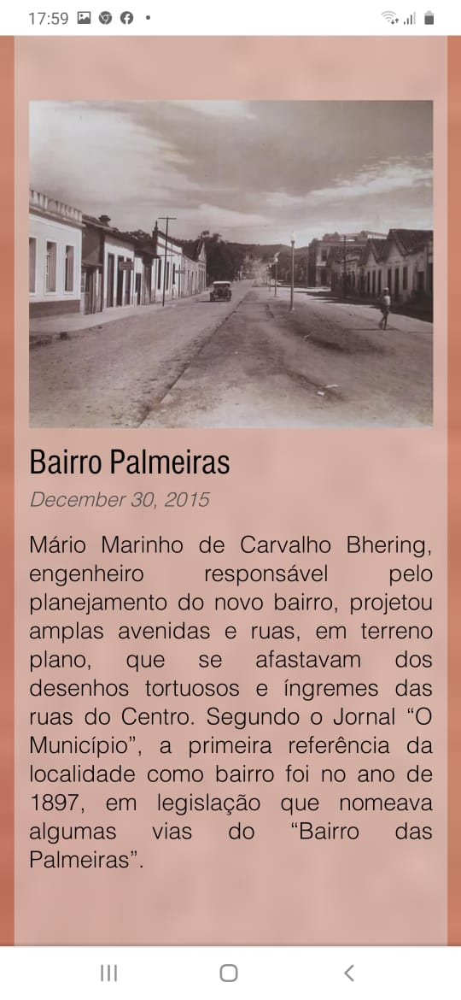 17:59
Bairro Palmeiras
December 30, 2015
Mário Marinho de Carvalho Bhering,
engenheiro responsável pelo
planejamento do novo bairro, projetou
amplas avenidas e ruas, em terreno
plano, que se afastavam dos
desenhos tortuosos e íngremes das
ruas do Centro. Segundo o Jornal “O
Município”, a primeira referência da
localidade como bairro foi no ano de
1897, em legislação que nomeava
algumas vias do “Bairro das
Palmeiras”.